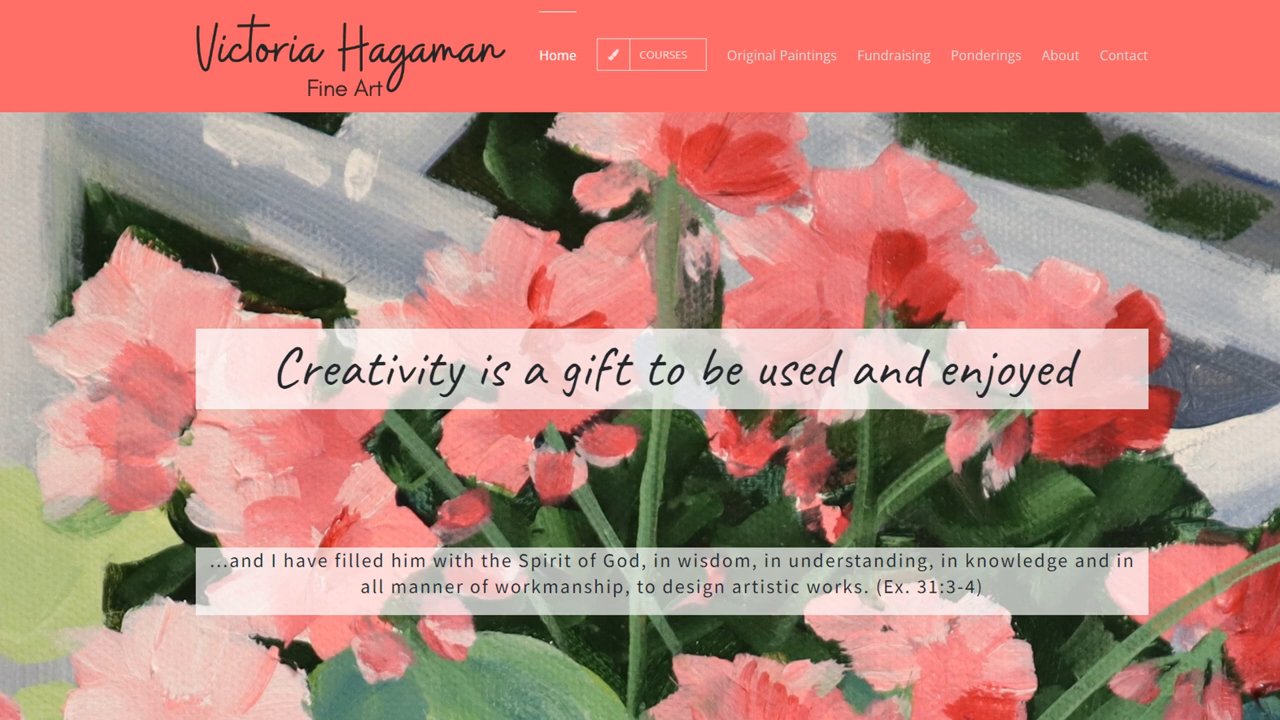 Victoria Hagaman
Fine Art
Home
COURSES
Original Paintings
Fundraising
Ponderings
About
Contact
Creativity is a gift to be used and enjoyed
...and I have filled him with the Spirit of God, in wisdom, in understanding, in knowledge and in
all manner of workmanship, to design artistic works. (Ex. 31:3-4)